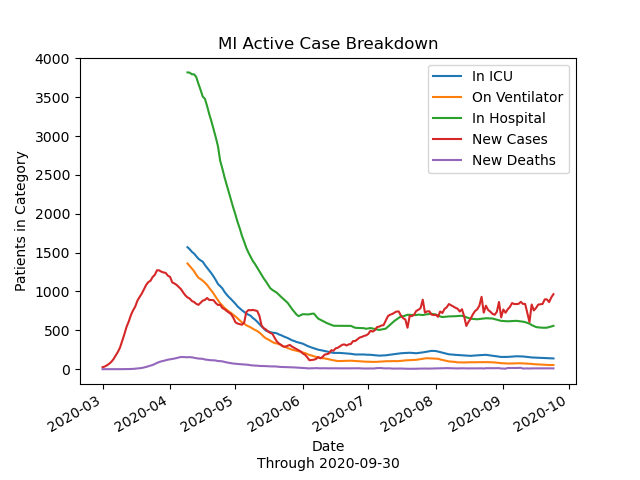 MI Active Case Breakdown
Patients in Category
4000
3500
3000
2500
2000
1500
1000
500
0
In ICU
On Ventilator
In Hospital
New Cases
New Deaths
2020-03
2020-04
2020-05
2020-06
2020-07
2020-08
2020-09
2020-10
Date
Through 2020-09-30